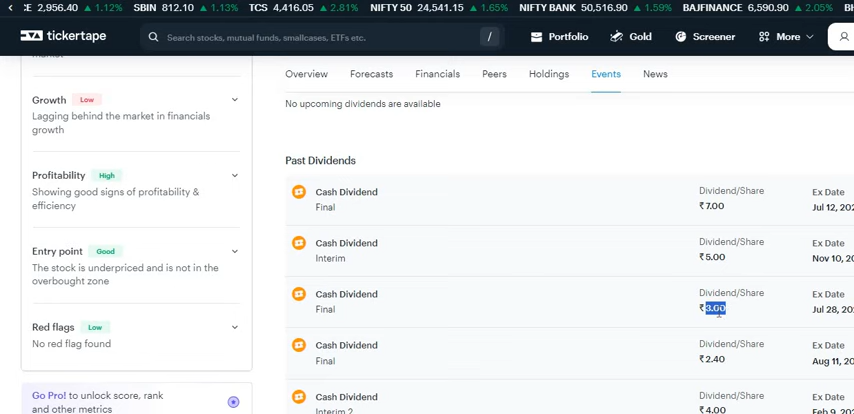 2,956.40 ▲ 1.12% SBIN 812.10 ▲ 1.13% TCS 4,416.05 ▲ 2.81% NIFTY 50 24,541.15 ▲ 1.65% NIFTY BANK 50,516.90 ▲ 1.59% BAJFINANCE 6,590.90 ▲ 2.05%
tickertape Search stocks, mutual funds, smallcases, ETFs etc. / Portfolio Gold Screener More
Overview Forecasts Financials Peers Holdings Events News
No upcoming dividends are available
Growth Low
Lagging behind the market in financials
growth
Profitability High
Showing good signs of profitability &
efficiency
Entry point Good
The stock is underpriced and is not in the
overbought zone
Red flags Low
No red flag found
Go Pro! to unlock score, rank
and other metrics
Past Dividends
Cash Dividend Dividend/Share Ex Date
Final ₹7.00 Jul 12, 202
Cash Dividend Dividend/Share Ex Date
Interim ₹5.00 Nov 10, 20
Cash Dividend Dividend/Share Ex Date
Final ₹3.00 Jul 28, 202
Cash Dividend Dividend/Share Ex Date
Final ₹2.40 Aug 11, 20
Cash Dividend Dividend/Share Ex Date
Interim 2 ₹4.00 Feb 9, 20